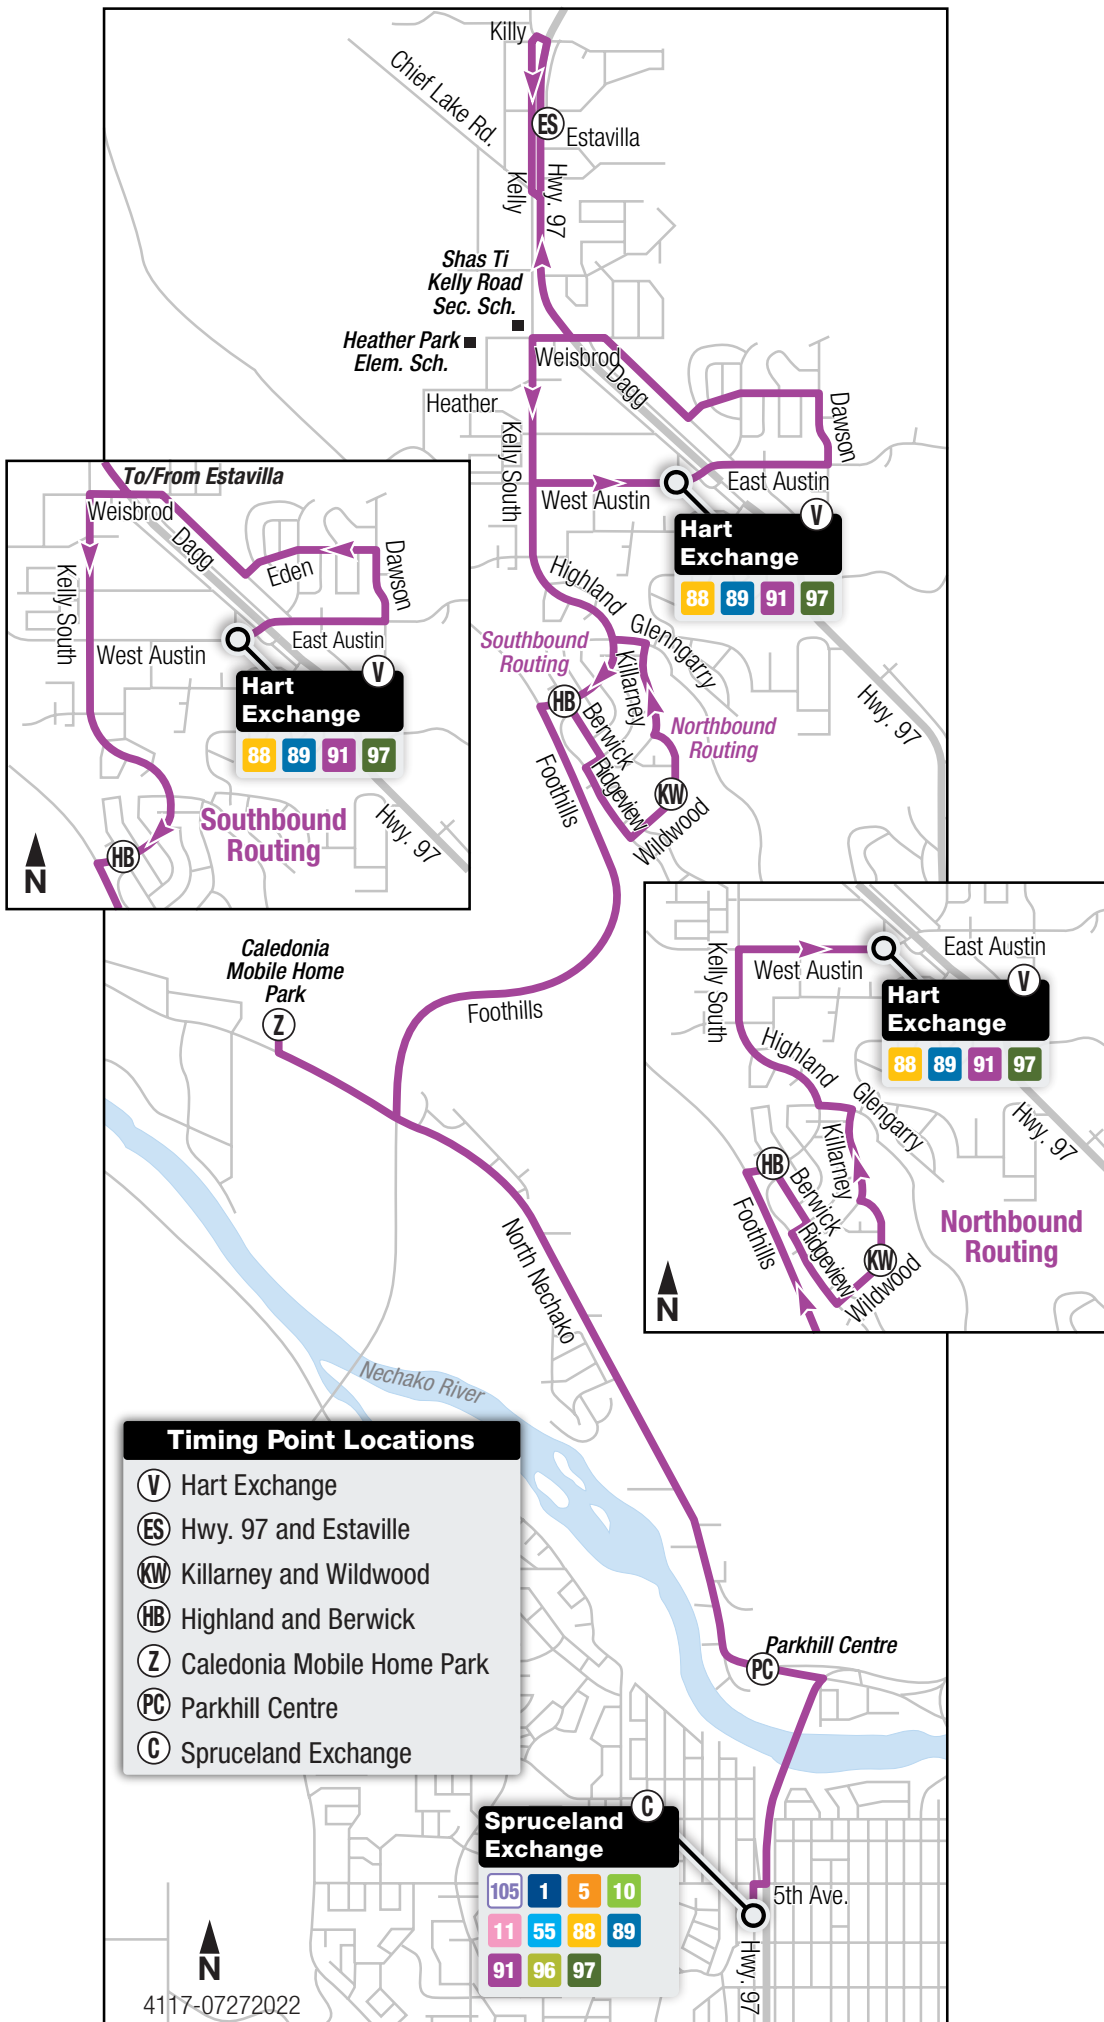 Killy
Chief Lake Rd.
ES
Estavilla
Kelly
Hwy. 97
Shas Ti
Kelly Road
Sec. Sch.
Heather Park
Elem. Sch.
Weisbrod
Dagg
Heather
Dawson
Kelly South
West Austin
East Austin
V
Hart
Exchange
88 89 91 97
Highland
Glenngarry
Southbound
Routing
Killarney
HB
Berwick
Northbound
Routing
Foothills
Ridgeview
KW
Wildwood
Hwy. 97
To/From Estavilla
Weisbrod
Dagg
Eden
Dawson
Kelly South
West Austin
East Austin
V
Hart
Exchange
88 89 91 97
Southbound
Routing
Hwy. 97
HB
N
Kelly South
West Austin
East Austin
V
Hart
Exchange
88 89 91 97
Highland
Glengarry
Killarney
Hwy. 97
HB
Berwick
Foothills
Ridgeview
KW
Wildwood
Northbound
Routing
N
Caledonia
Mobile Home
Park
Z
Foothills
North Nechako
Nechako River
Timing Point Locations
V Hart Exchange
ES Hwy. 97 and Estaville
KW Killarney and Wildwood
HB Highland and Berwick
Z Caledonia Mobile Home Park
PC Parkhill Centre
C Spruceland Exchange
Parkhill Centre
PC
C
Spruceland
Exchange
105 1 5 10
11 55 88 89
91 96 97
5th Ave.
Hwy. 97
N
4117-07272022